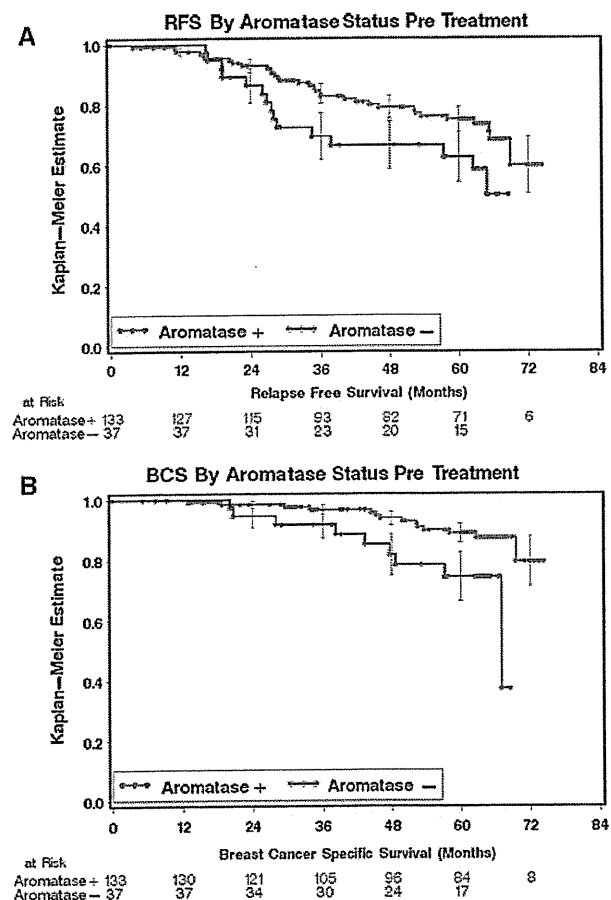 A
RFS By Aromatase Status Pre Treatment
Kaplan—Meier Estimate
1.0
0.8
0.6
0.4
0.2
0.0
Aromatase + Aromatase —
0 12 24 36 48 60 72 84
Relapse Free Survival (Months)
at Risk
Aromatase + 133 127 115 93 82 71 6
Aromatase — 37 37 31 23 20 15
B
BCS By Aromatase Status Pre Treatment
Kaplan—Meier Estimate
1.0
0.8
0.6
0.4
0.2
0.0
Aromatase + Aromatase —
0 12 24 36 48 60 72 84
Breast Cancer Specific Survival (Months)
at Risk
Aromatase + 133 130 121 105 96 84 8
Aromatase — 37 37 34 30 24 17